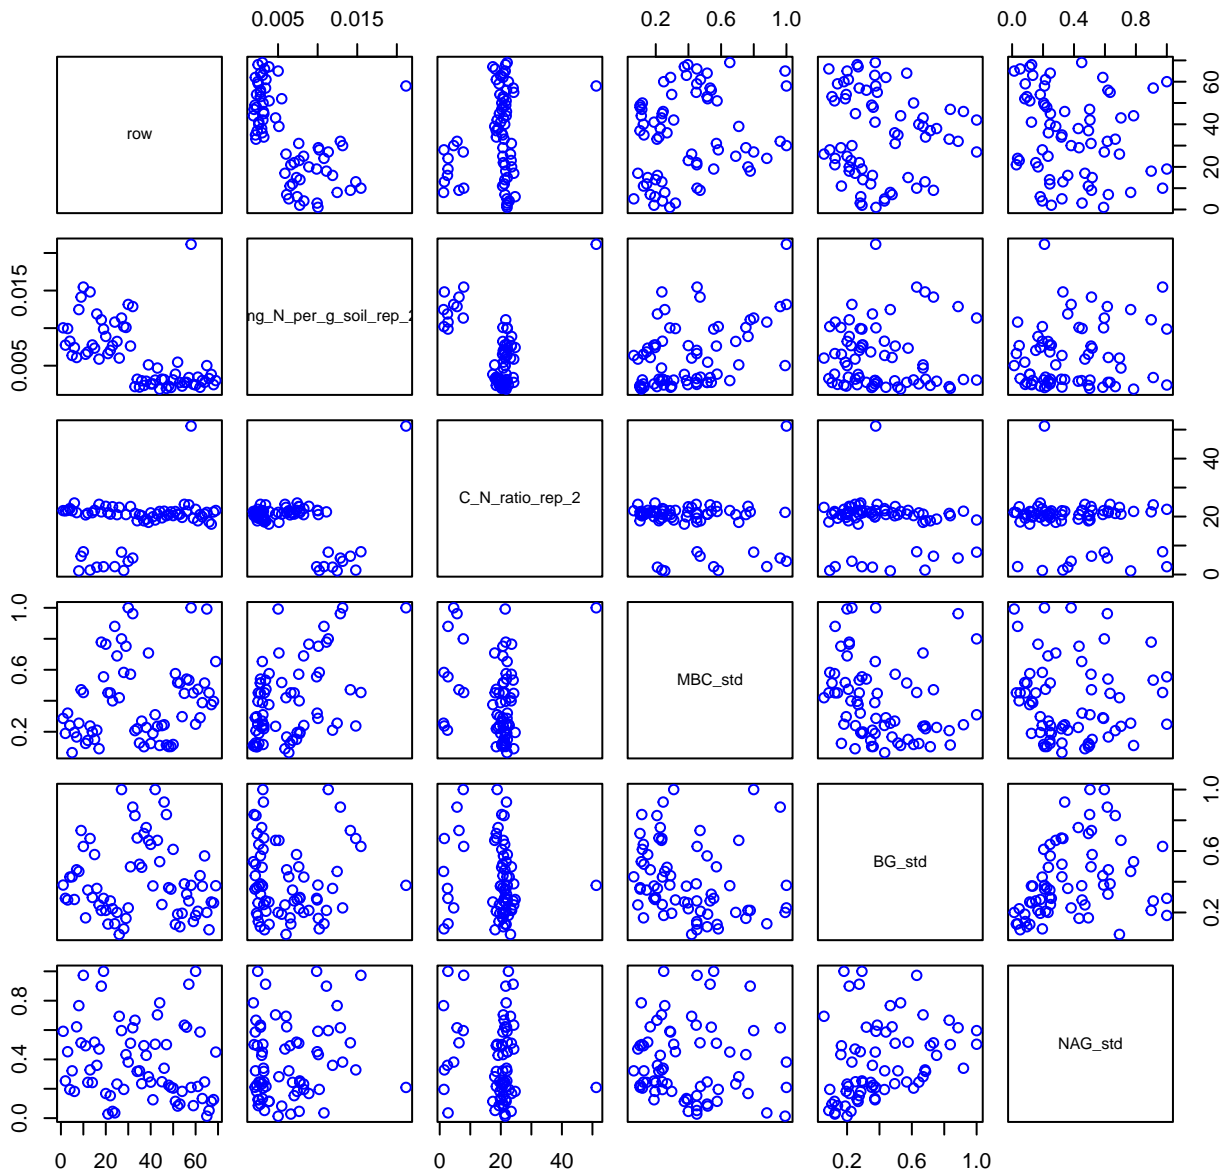 0.005 0.015 0.2 0.6 1.0 0.0 0.4 0.8
row 0 20 40 60
0.005 0.015 ng_N_per_g_soil_rep_2
C_N_ratio_rep_2 0 20 40
0.2 0.6 1.0 MBC_std
BG_std 0.2 0.6 1.0
0.0 0.4 0.8 NAG_std
0 20 40 60 0 20 40 0.2 0.6 1.0